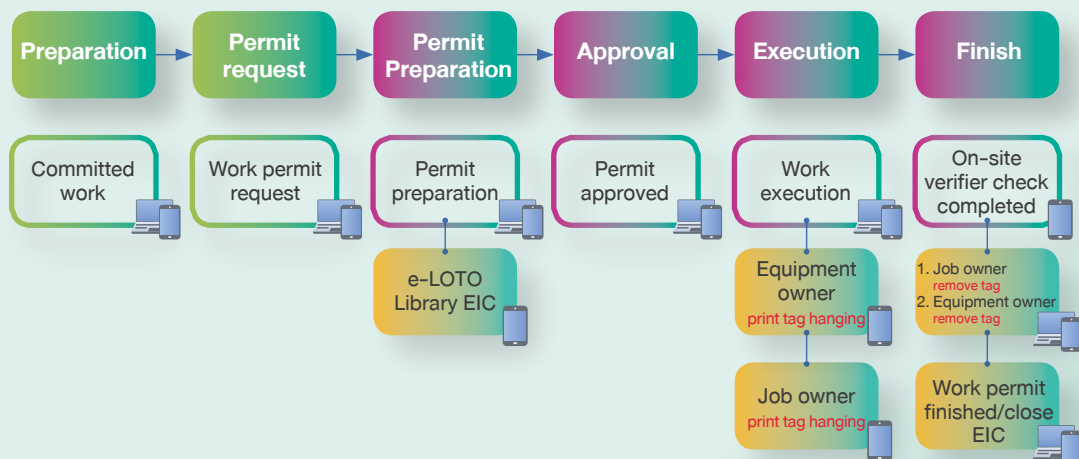 Preparation
Permit
request
Permit
Preparation
Approval
Execution
Finish
Committed
work
Work permit
request
Permit
preparation
Permit
approved
Work
execution
On-site
verifier check
completed
e-LOTO
Library EIC
Equipment
owner
print tag hanging
1. Job owner
remove tag
2. Equipment owner
remove tag
Job owner
print tag hanging
Work permit
finished/close
EIC